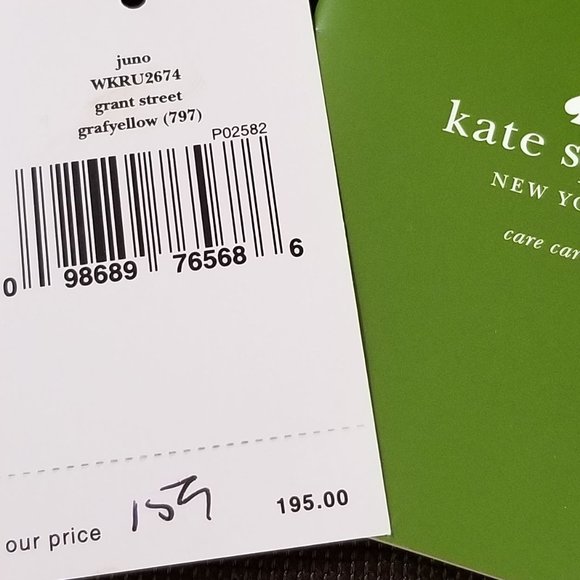 juno
WKRU2674
grant street
grafyellow (797)
P02582
0 98689 76568 6
our price 195.00
kate s
NEW YO
care car